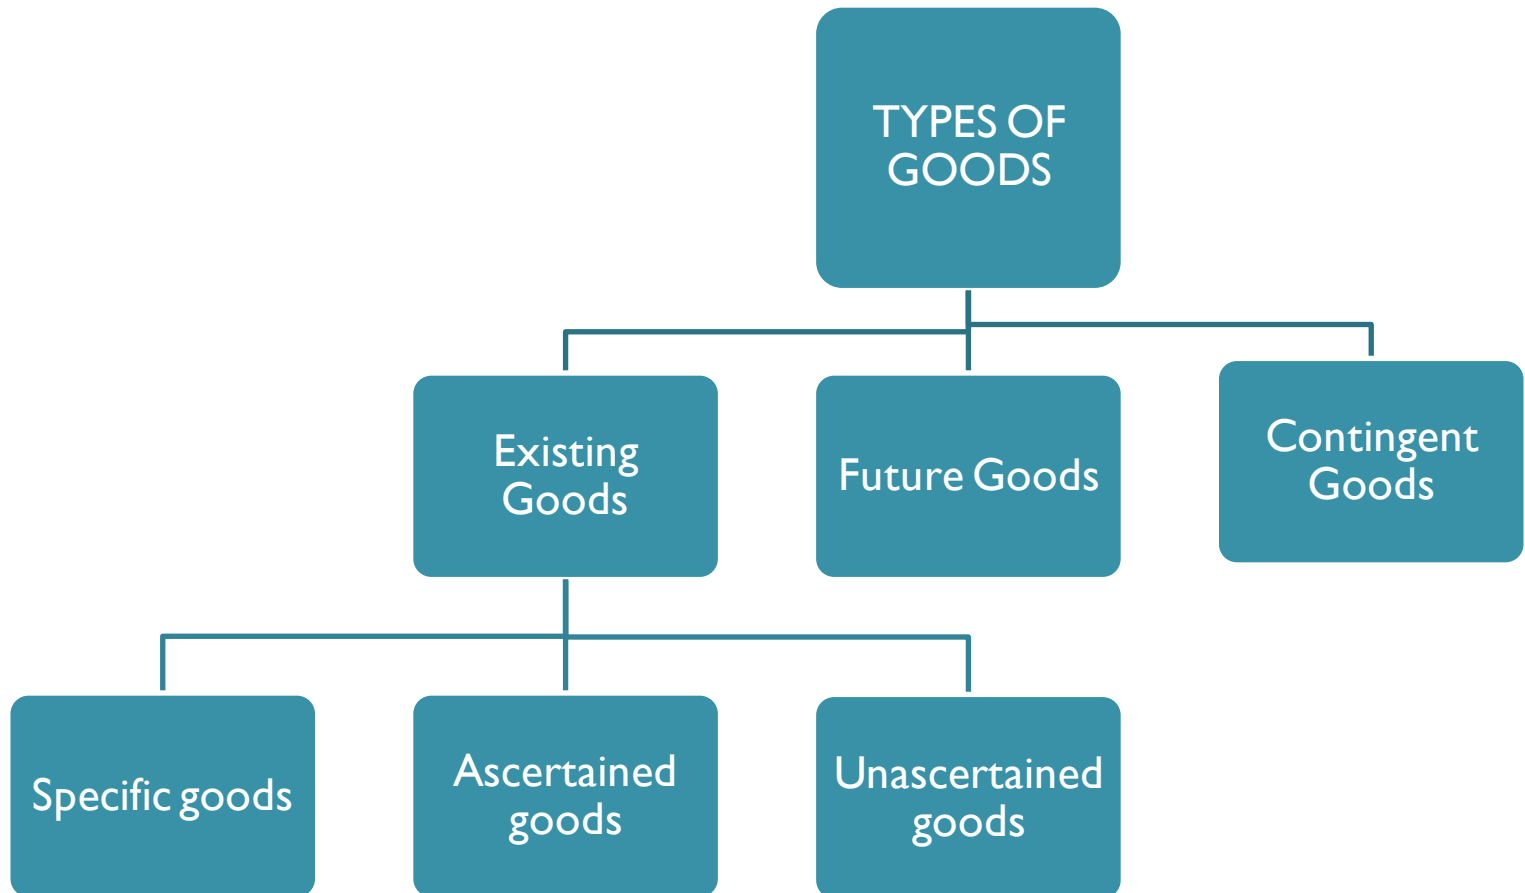 TYPES OF
GOODS
Existing
Goods
Future Goods
Contingent
Goods
Specific goods
Ascertained
goods
Unascertained
goods